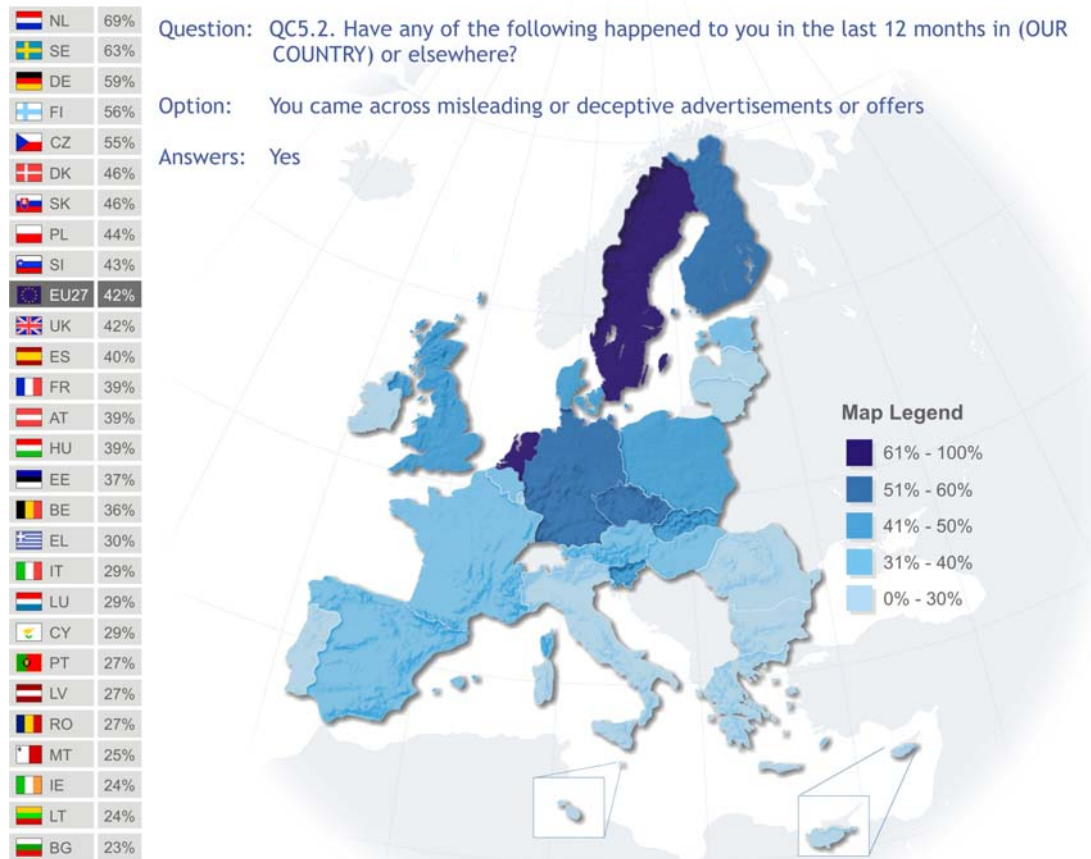 NL 69%
SE 63%
DE 59%
FI 56%
CZ 55%
DK 46%
SK 46%
PL 44%
SI 43%
EU27 42%
UK 42%
ES 40%
FR 39%
AT 39%
HU 39%
EE 37%
BE 36%
EL 30%
IT 29%
LU 29%
CY 29%
PT 27%
LV 27%
RO 27%
MT 25%
IE 24%
LT 24%
BG 23%
Question: QC5.2. Have any of the following happened to you in the last 12 months in (OUR
COUNTRY) or elsewhere?
Option: You came across misleading or deceptive advertisements or offers
Answers: Yes
Map Legend
61% - 100%
51% - 60%
41% - 50%
31% - 40%
0% - 30%